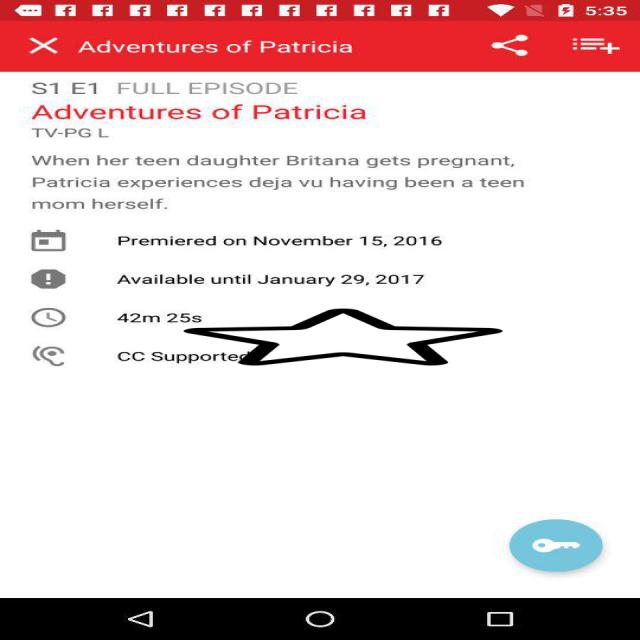 5:35
Adventures of Patricia
S1 E1 FULL EPISODE
Adventures of Patricia
TV-PG L
When her teen daughter Britana gets pregnant,
Patricia experiences deja vu having been a teen
mom herself.
Premiered on November 15, 2016
Available until January 29, 2017
42m 25s
CC Supported